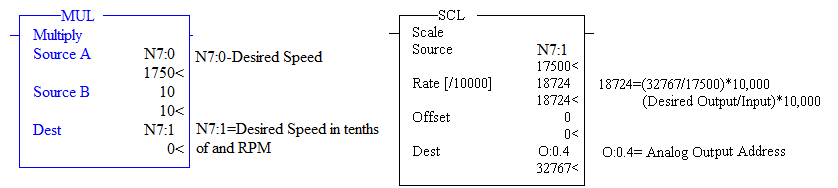 MUL
Multiply
Source A N7:0
1750<
Source B 10
10<
Dest N7:1
0<
N7:0-Desired Speed
N7:1=Desired Speed in tenths
of and RPM
SCL
Scale
Source N7:1
17500<
Rate [/10000] 18724
18724<
Offset 0
0<
Dest O:0.4
32767<
18724=(32767/17500)*10,000
(Desired Output/Input)*10,000
O:0.4= Analog Output Address